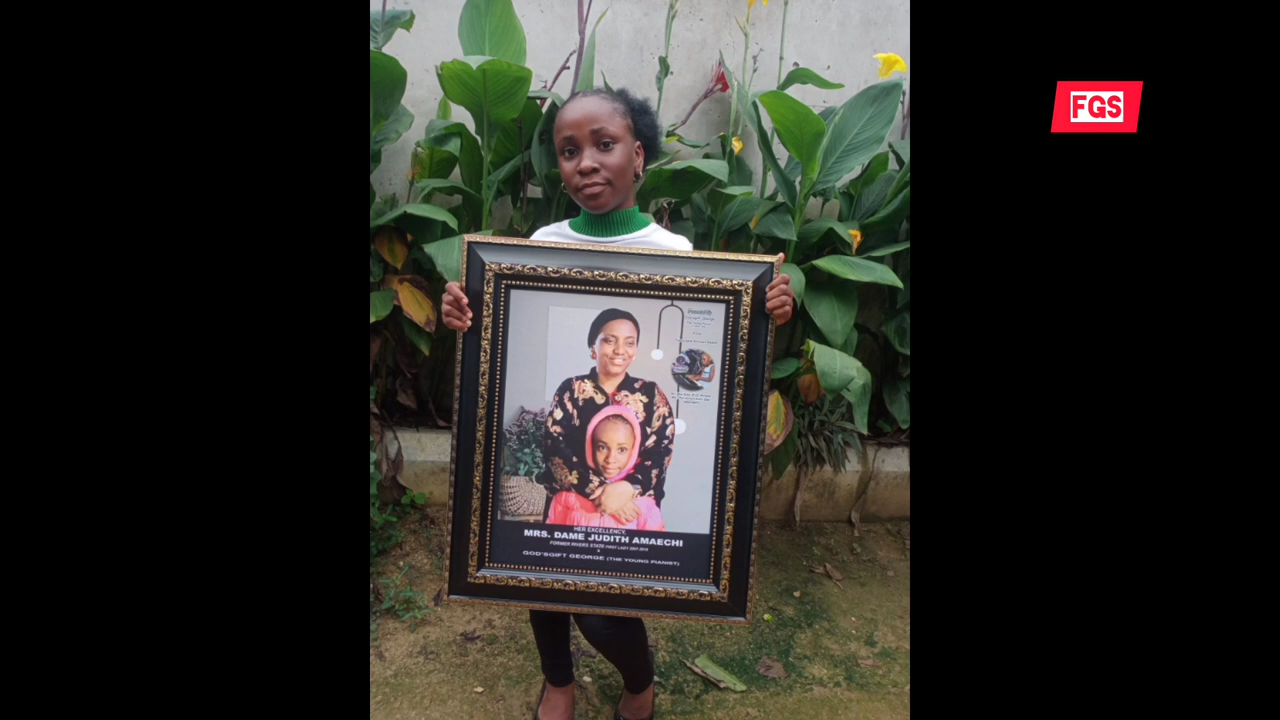 FGS
HER EXCELLENCY,
MRS. DAME JUDITH AMAECHI
FORMER RIVERS STATE FIRST LADY 2007-2015
&
GOD'SGIFT GEORGE (THE YOUNG PIANIST)